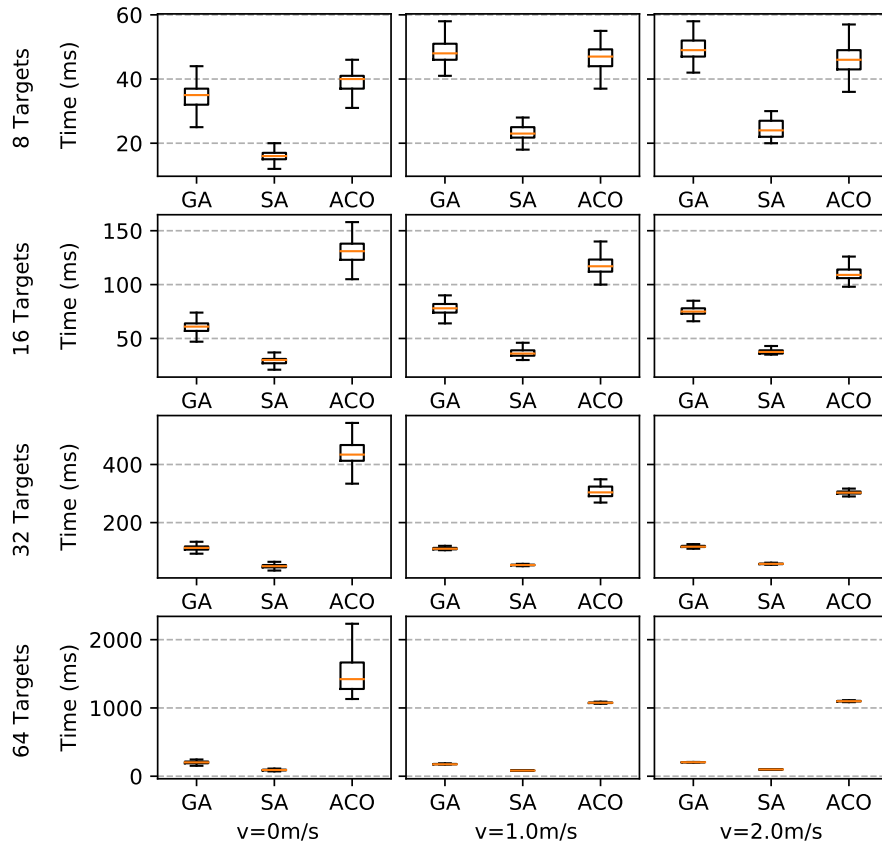 8 Targets
Time (ms)
60
40
20
GA SA ACO
GA SA ACO
GA SA ACO
16 Targets
Time (ms)
150
100
50
GA SA ACO
GA SA ACO
GA SA ACO
32 Targets
Time (ms)
400
200
GA SA ACO
GA SA ACO
GA SA ACO
64 Targets
Time (ms)
2000
1000
0
GA SA ACO
GA SA ACO
GA SA ACO
v=0m/s
v=1.0m/s
v=2.0m/s